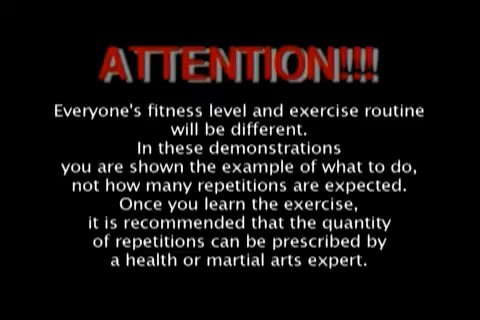 ATTENTION!!!!
Everyone's fitness level and exercise routine
will be different.
In these demonstrations
you are shown the example of what to do,
not how many repetitions are expected.
Once you learn the exercise,
it is recommended that the quantity
of repetitions can be prescribed by
a health or martial arts expert.